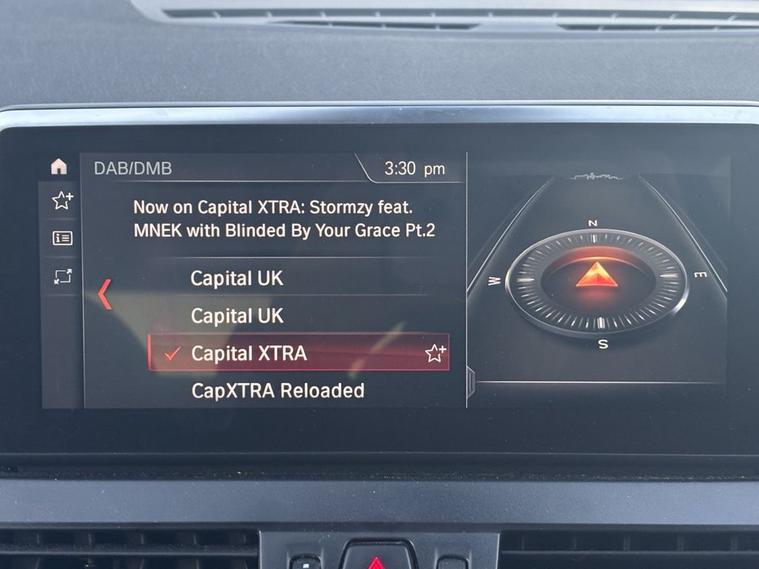 DAB/DMB
3:30 pm
Now on Capital XTRA: Stormzy feat.
MNEK with Blinded By Your Grace Pt.2
Capital UK
Capital UK
Capital XTRA
CapXTRA Reloaded
N
W
E
S